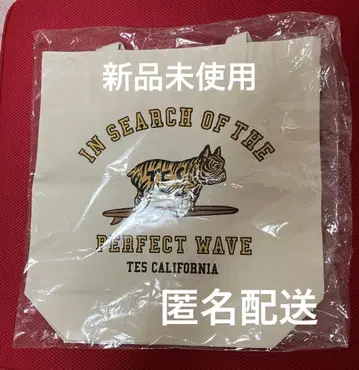 新品未使用
IN SEARCH OF THE
PERFECT WAVE
TES CALIFORNIA
匿名配送